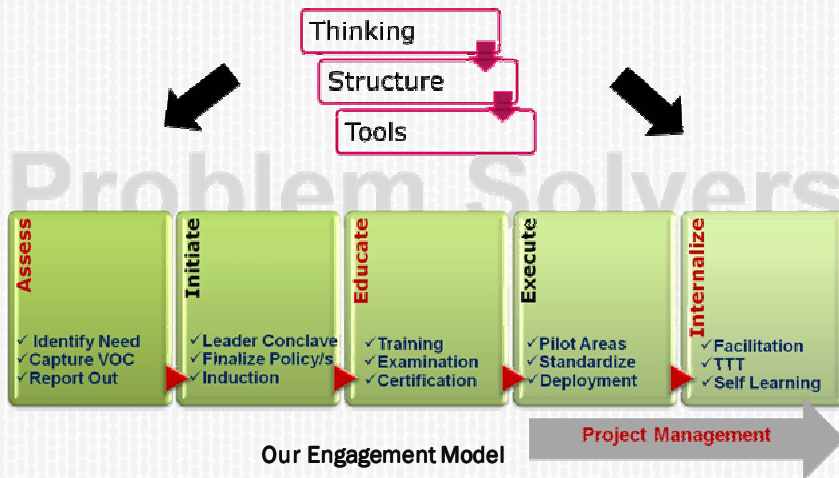 Thinking
Structure
Tools
Problem Solvers
Assess
✓ Identify Need
✓Capture VOC
✓Report Out
Initiate
✓Leader Conclave
✓Finalize Policy/s
✓Induction
Educate
✓Training
✓Examination
✓Certification
Execute
✓Pilot Areas
✓Standardize
✓Deployment
Internalize
✓Facilitation
✓TTT
✓Self Learning
Project Management
Our Engagement Model